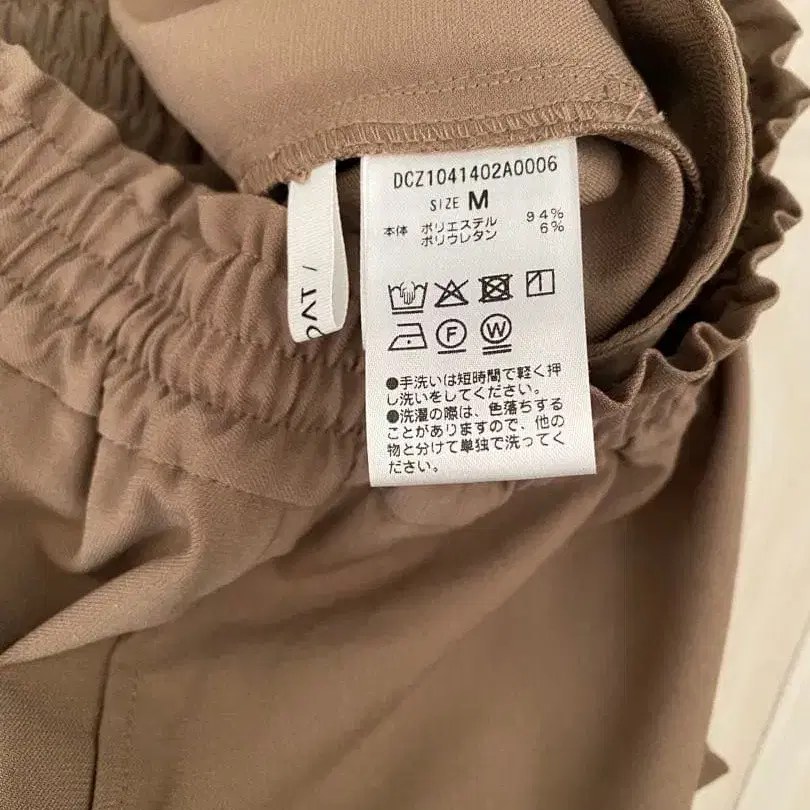 DCZ1041402A0006
SIZE M
本体 ポリエステル 94%
ポリウレタン 6%
F W
●手洗いは短時間で軽く押
し洗いをしてください。
●洗濯の際は、色落ちする
ことがありますので、他の
物と分けて単独で洗ってく
ださい。